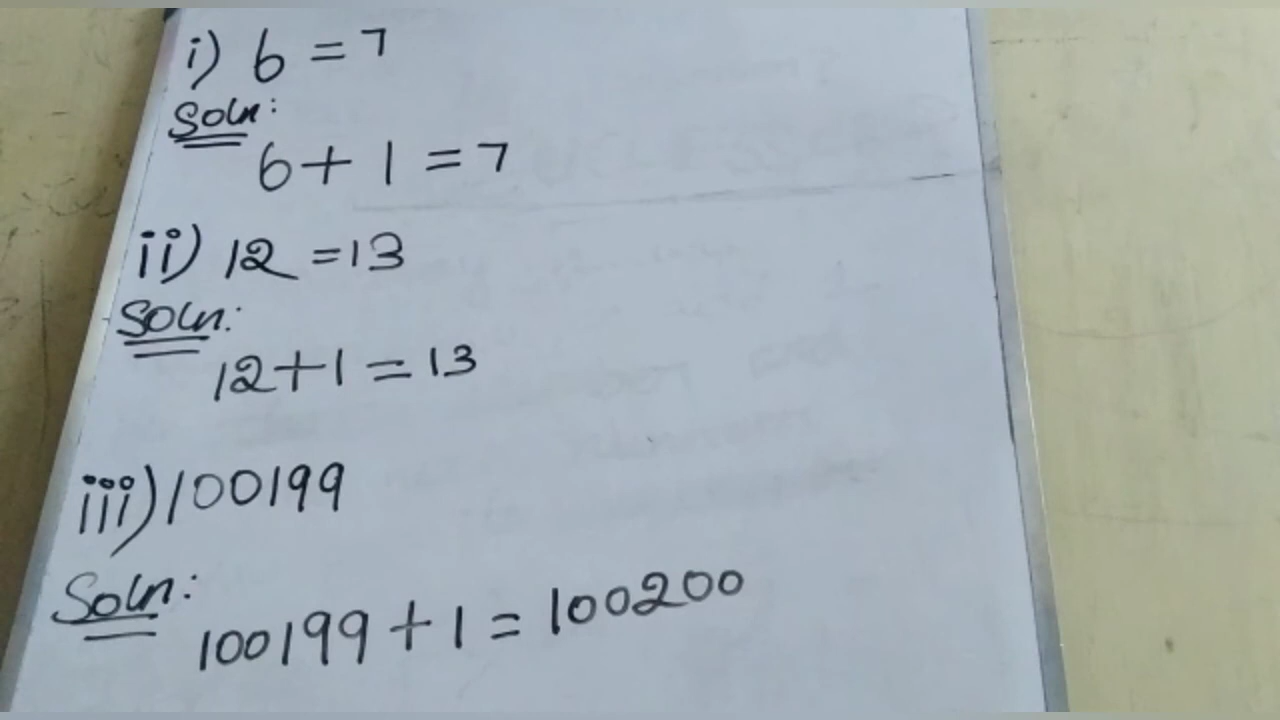 i) 6 = 7
Soln:
6 + 1 = 7
ii) 12 = 13
Soln:
12 + 1 = 13
iii) 100199
Soln:
100199 + 1 = 100200